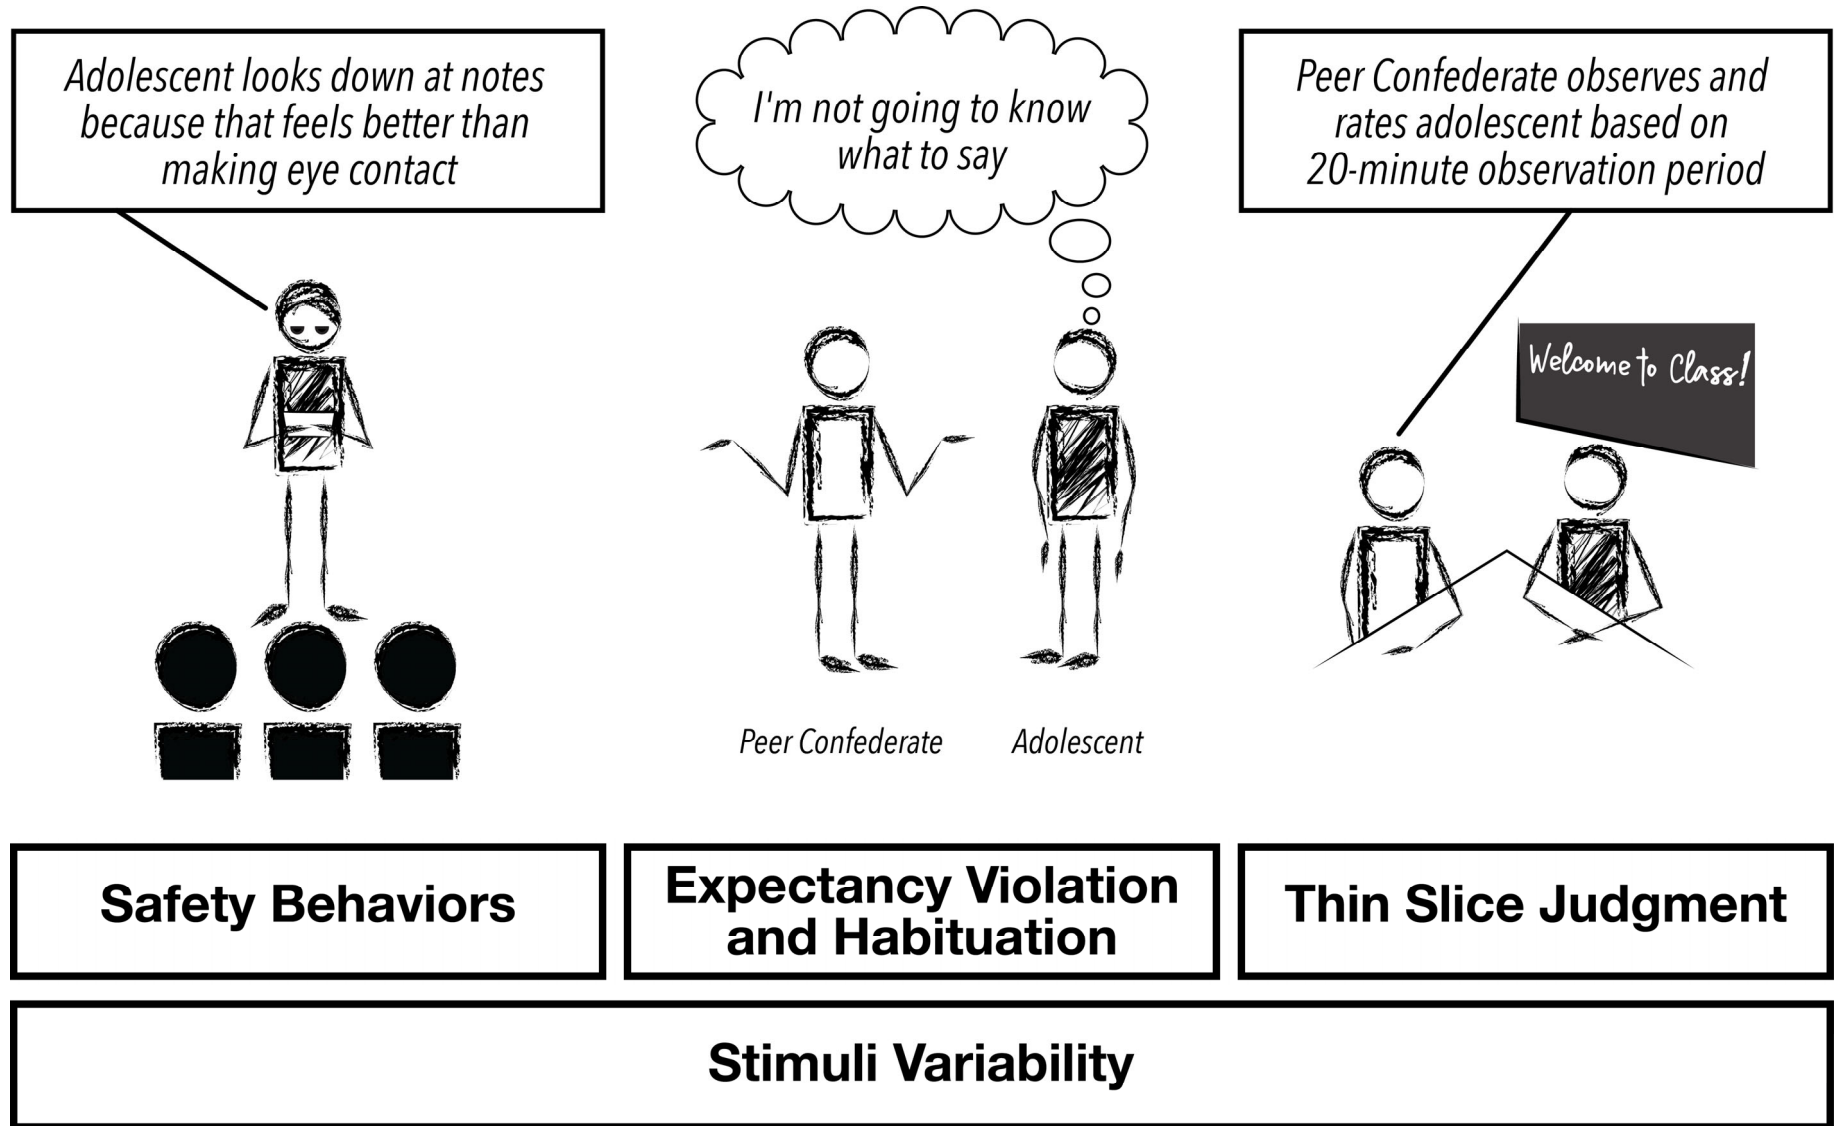 Adolescent looks down at notes
because that feels better than
making eye contact
I'm not going to know
what to say
Peer Confederate observes and
rates adolescent based on
20-minute observation period
Welcome to Class!
Peer Confederate
Adolescent
Safety Behaviors
Expectancy Violation
and Habituation
Thin Slice Judgment
Stimuli Variability